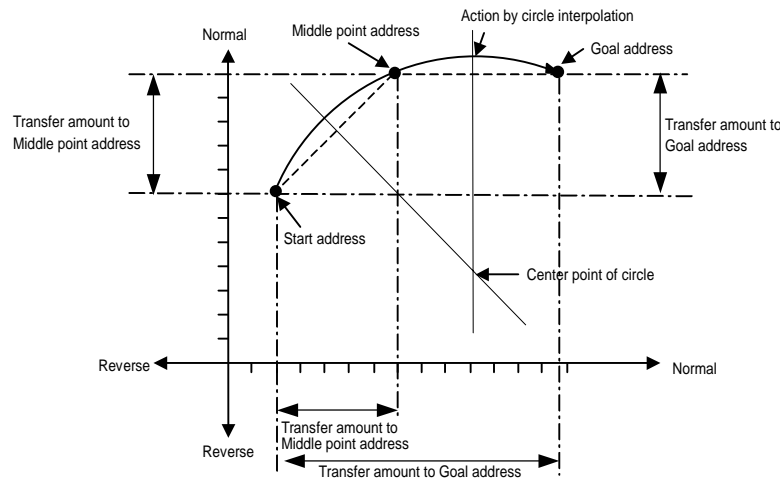 Action by circle interpolation
Middle point address
Normal
Goal address
Transfer amount to
Middle point address
Transfer amount to
Goal address
Start address
Center point of circle
Reverse
Normal
Transfer amount to
Middle point address
Reverse
Transfer amount to Goal address